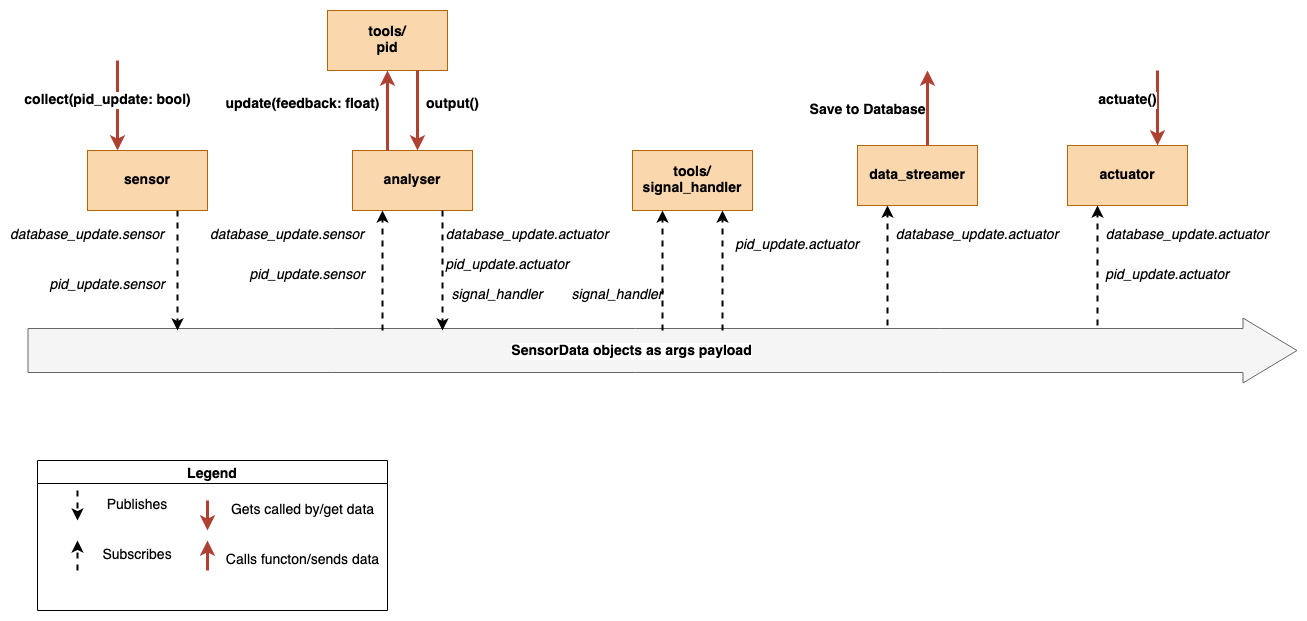 tools/
pid
collect(pid_update: bool)
update(feedback: float)
output()
Save to Database
actuate()
sensor
analyser
tools/
signal_handler
data_streamer
actuator
database_update.sensor
pid_update.sensor
database_update.sensor
pid_update.sensor
database_update.actuator
pid_update.actuator
signal_handler
signal_handler
pid_update.actuator
database_update.actuator
database_update.actuator
pid_update.actuator
SensorData objects as args payload
Legend
Publishes
Gets called by/get data
Subscribes
Calls functon/sends data